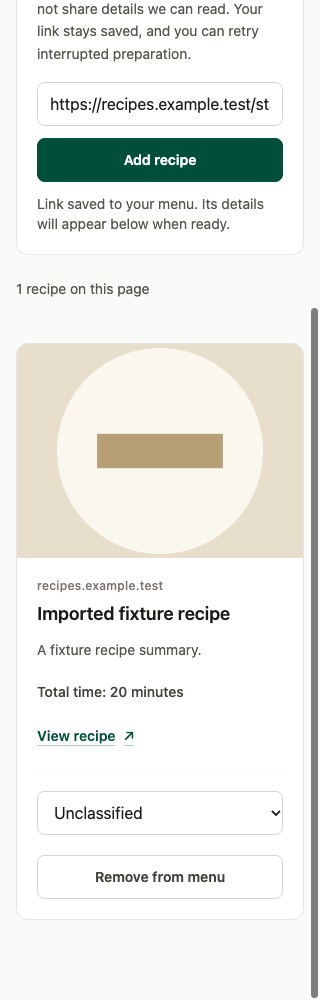 not share details we can read. Your
link stays saved, and you can retry
interrupted preparation.
https://recipes.example.test/st
Add recipe
Link saved to your menu. Its details
will appear below when ready.
1 recipe on this page
recipes.example.test
Imported fixture recipe
A fixture recipe summary.
Total time: 20 minutes
View recipe ↗
Unclassified
Remove from menu